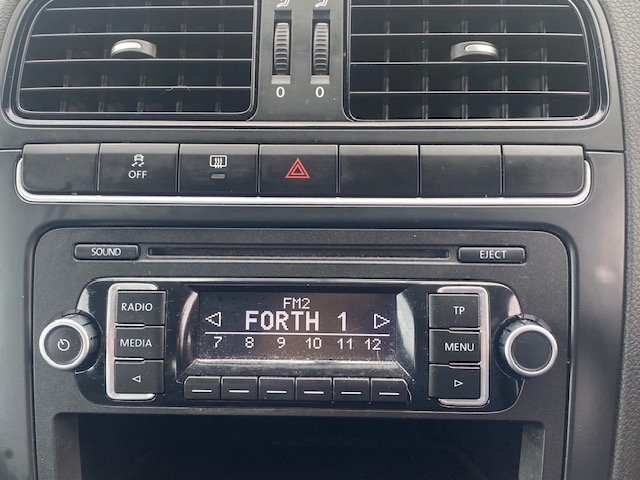 0 0
OFF
SOUND EJECT
RADIO FM2 TP
FORTH 1
MEDIA MENU
7 8 9 10 11 12